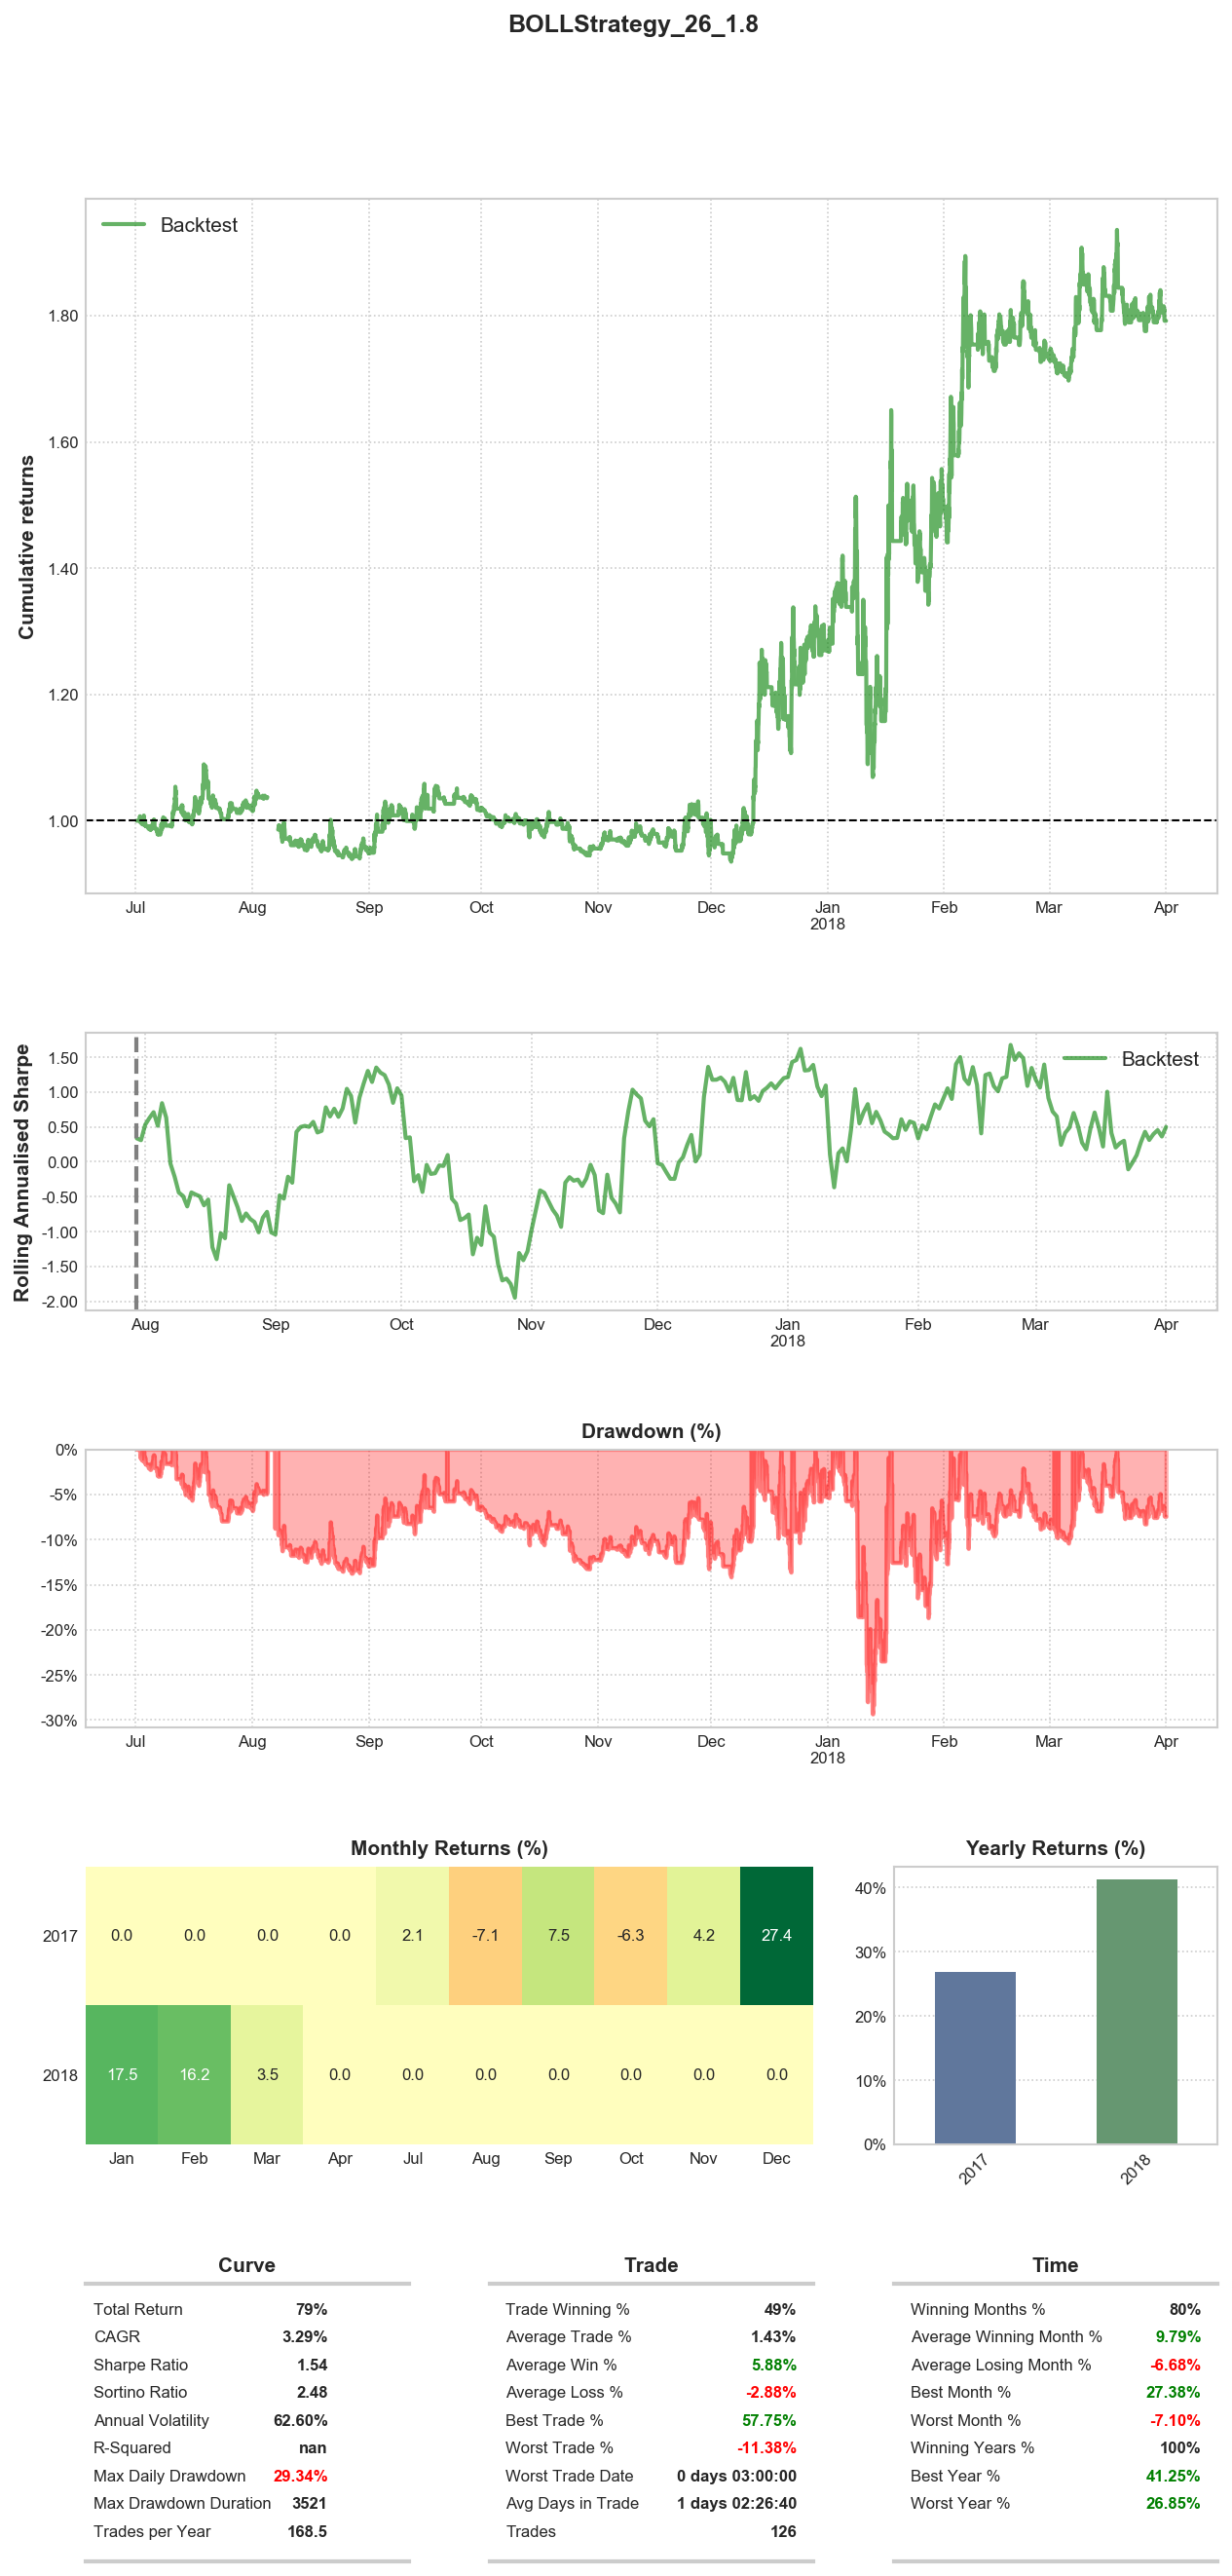 BOLLStrategy_26_1.8
Backtest
Cumulative returns
1.80
1.60
1.40
1.20
1.00
Jul Aug Sep Oct Nov Dec Jan Feb Mar Apr
2018
Rolling Annualised Sharpe
Backtest
1.50
1.00
0.50
0.00
-0.50
-1.00
-1.50
-2.00
Aug Sep Oct Nov Dec Jan Feb Mar Apr
2018
Drawdown (%)
0%
-5%
-10%
-15%
-20%
-25%
-30%
Jul Aug Sep Oct Nov Dec Jan Feb Mar Apr
2018
Monthly Returns (%)
2017 0.0 0.0 0.0 0.0 2.1 -7.1 7.5 -6.3 4.2 27.4
2018 17.5 16.2 3.5 0.0 0.0 0.0 0.0 0.0 0.0 0.0
Jan Feb Mar Apr Jul Aug Sep Oct Nov Dec
Yearly Returns (%)
40%
30%
20%
10%
0%
2017 2018
Curve
Total Return 79%
CAGR 3.29%
Sharpe Ratio 1.54
Sortino Ratio 2.48
Annual Volatility 62.60%
R-Squared nan
Max Daily Drawdown 29.34%
Max Drawdown Duration 3521
Trades per Year 168.5
Trade
Trade Winning % 49%
Average Trade % 1.43%
Average Win % 5.88%
Average Loss % -2.88%
Best Trade % 57.75%
Worst Trade % -11.38%
Worst Trade Date 0 days 03:00:00
Avg Days in Trade 1 days 02:26:40
Trades 126
Time
Winning Months % 80%
Average Winning Month % 9.79%
Average Losing Month % -6.68%
Best Month % 27.38%
Worst Month % -7.10%
Winning Years % 100%
Best Year % 41.25%
Worst Year % 26.85%